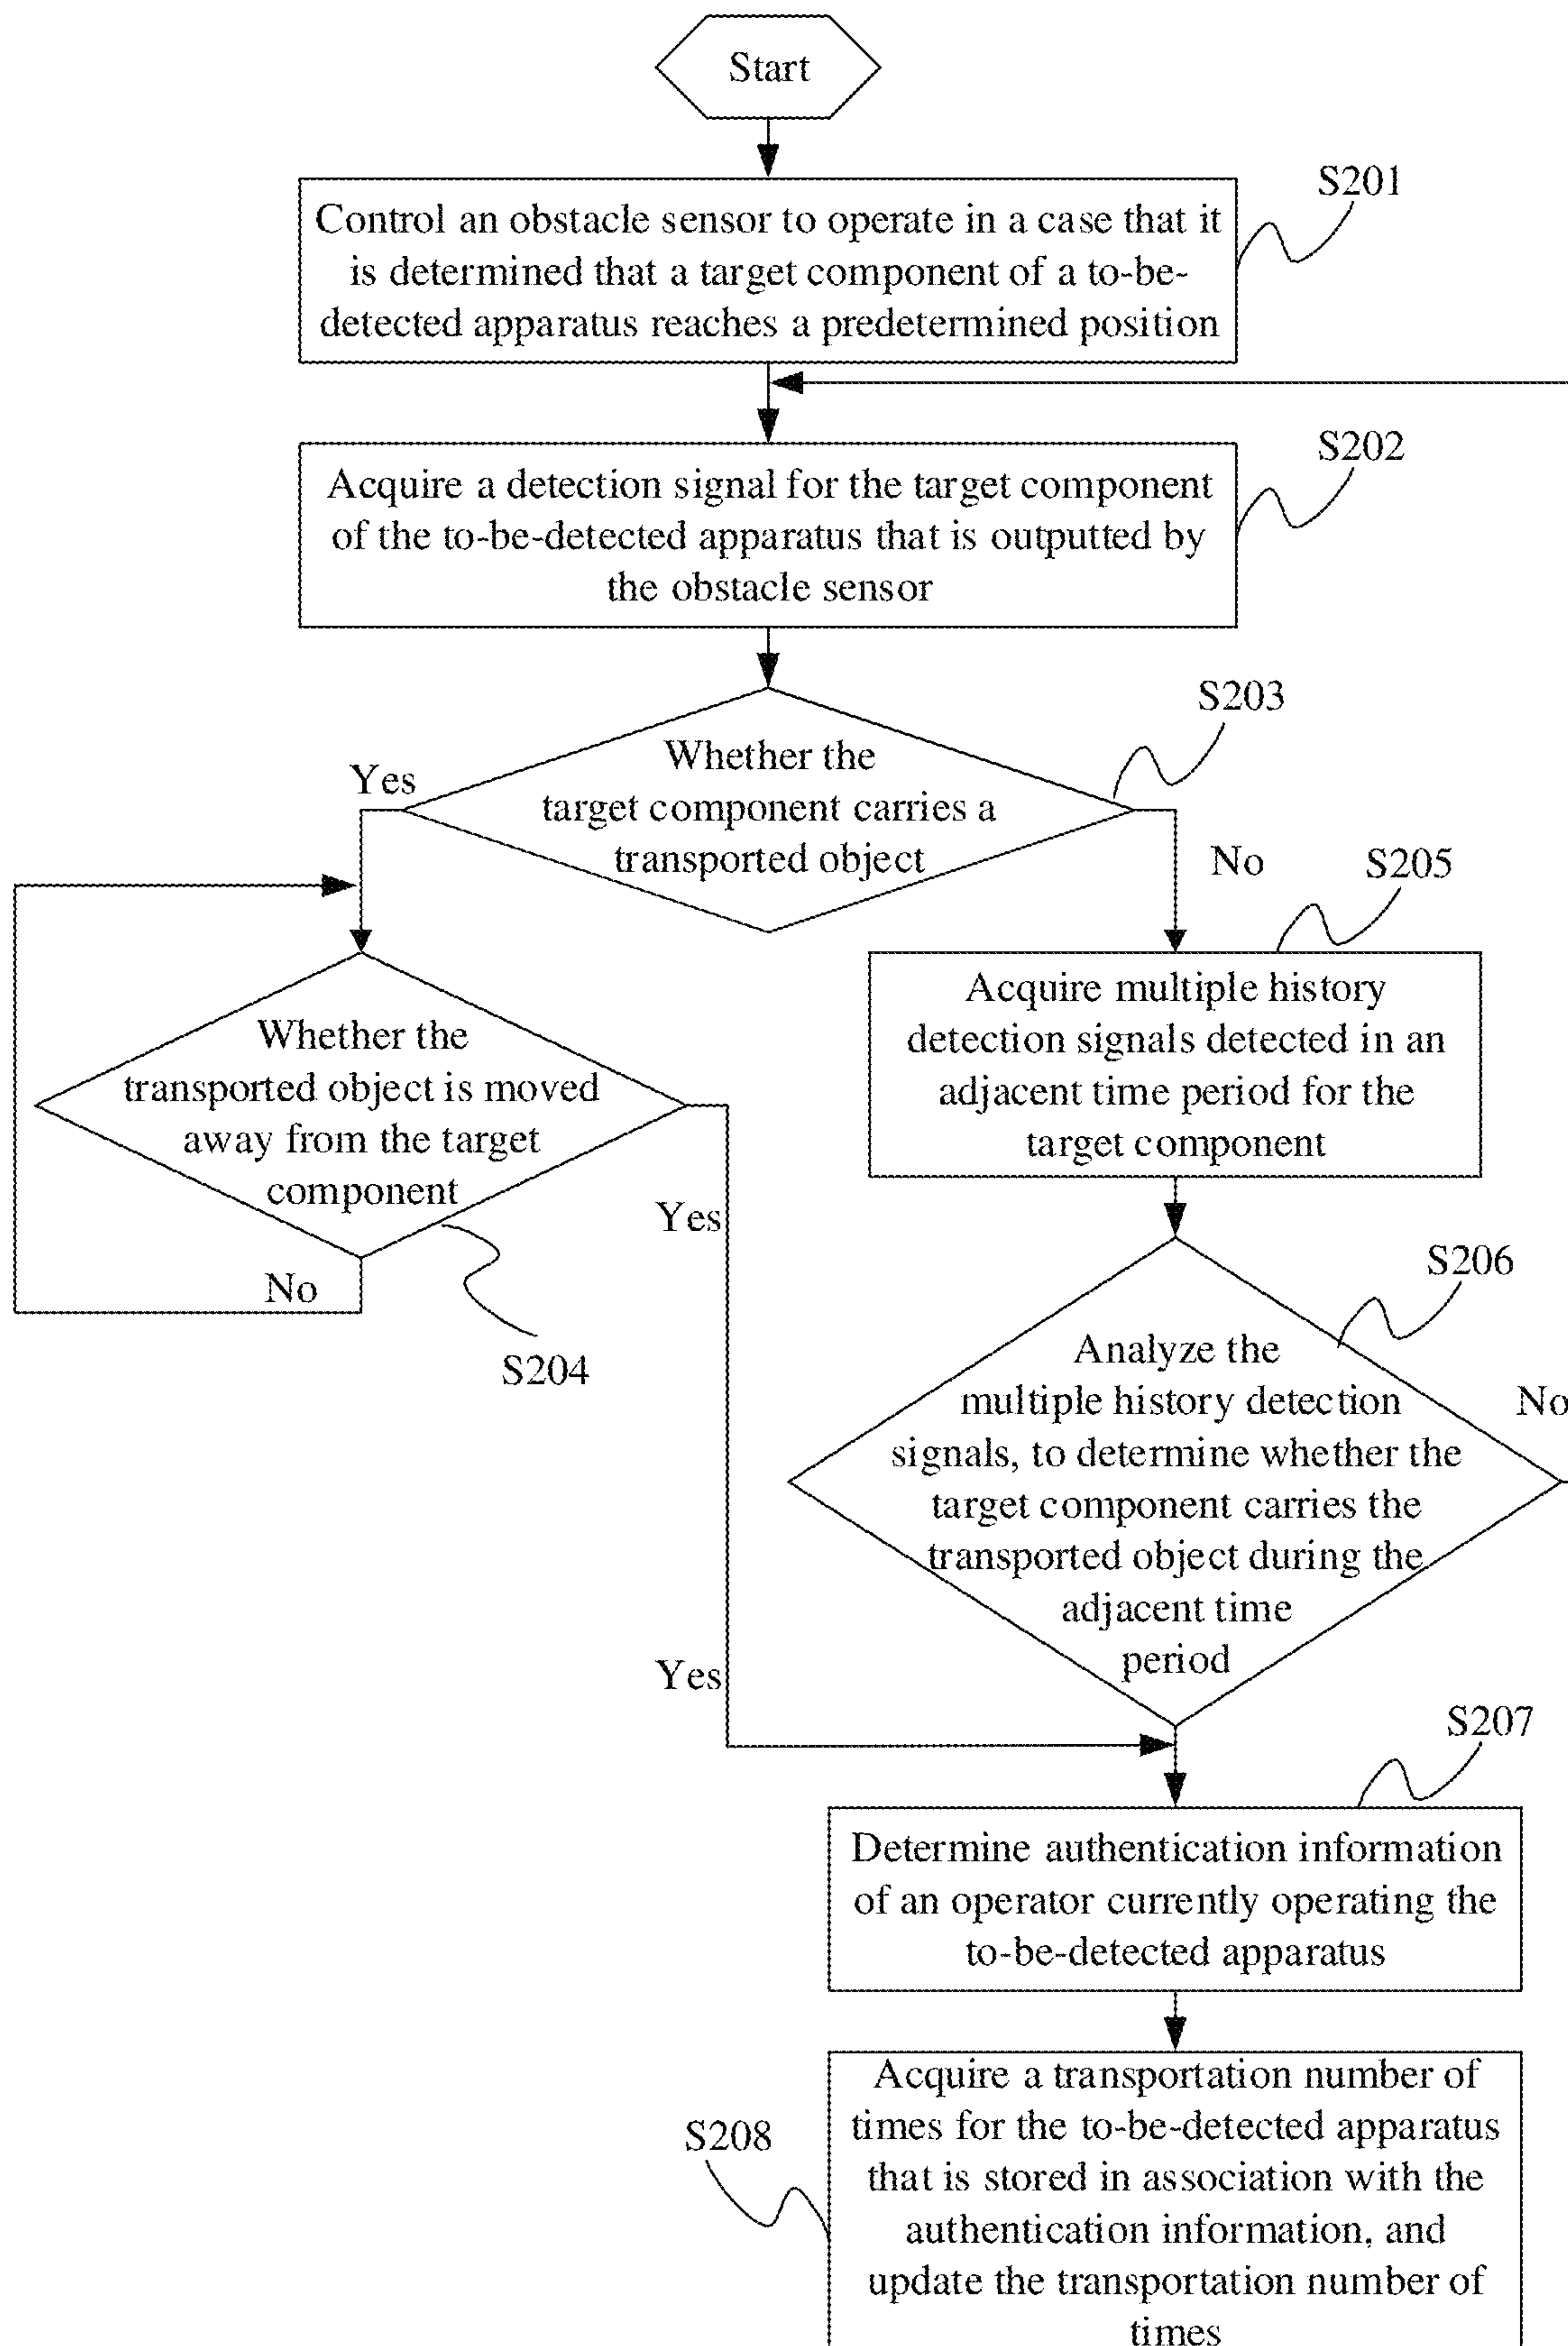 Start
S201
Control an obstacle sensor to operate in a case that it
is determined that a target component of a to-be-
detected apparatus reaches a predetermined position
S202
Acquire a detection signal for the target component
of the to-be-detected apparatus that is outputted by
the obstacle sensor
S203
Whether the
target component carries a
transported object
Yes
No
S205
Acquire multiple history
detection signals detected in an
adjacent time period for the
target component
Whether the
transported object is moved
away from the target
component
Yes
No
S204
S206
Analyze the
multiple history detection
signals, to determine whether the
target component carries the
transported object during the
adjacent time
period
No
Yes
S207
Determine authentication information
of an operator currently operating the
to-be-detected apparatus
S208
Acquire a transportation number of
times for the to-be-detected apparatus
that is stored in association with the
authentication information, and
update the transportation number of
times